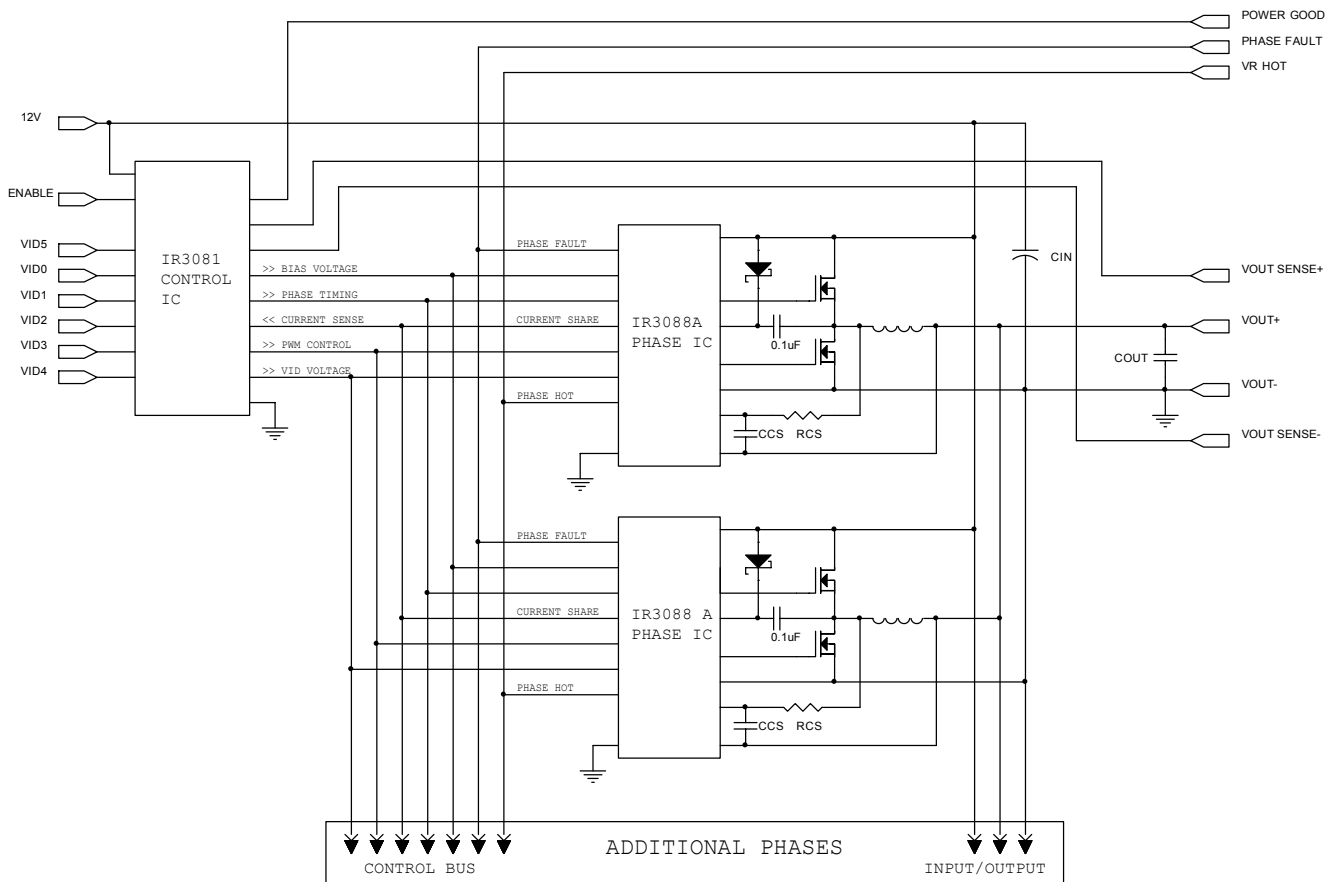 POWER GOOD
PHASE FAULT
VR HOT
12V
ENABLE
VID5
VID0
VID1
VID2
VID3
VID4
IR3081
CONTROL
IC
>> BIAS VOLTAGE
>> PHASE TIMING
<< CURRENT SENSE
>> PWM CONTROL
>> VID VOLTAGE
PHASE FAULT
CURRENT SHARE
PHASE HOT
IR3088A
PHASE IC
0.1uF
CCS RCS
CIN
COUT
VOUT SENSE+
VOUT+
VOUT-
VOUT SENSE-
PHASE FAULT
CURRENT SHARE
PHASE HOT
IR3088 A
PHASE IC
0.1uF
CCS RCS
ADDITIONAL PHASES
CONTROL BUS
INPUT/OUTPUT